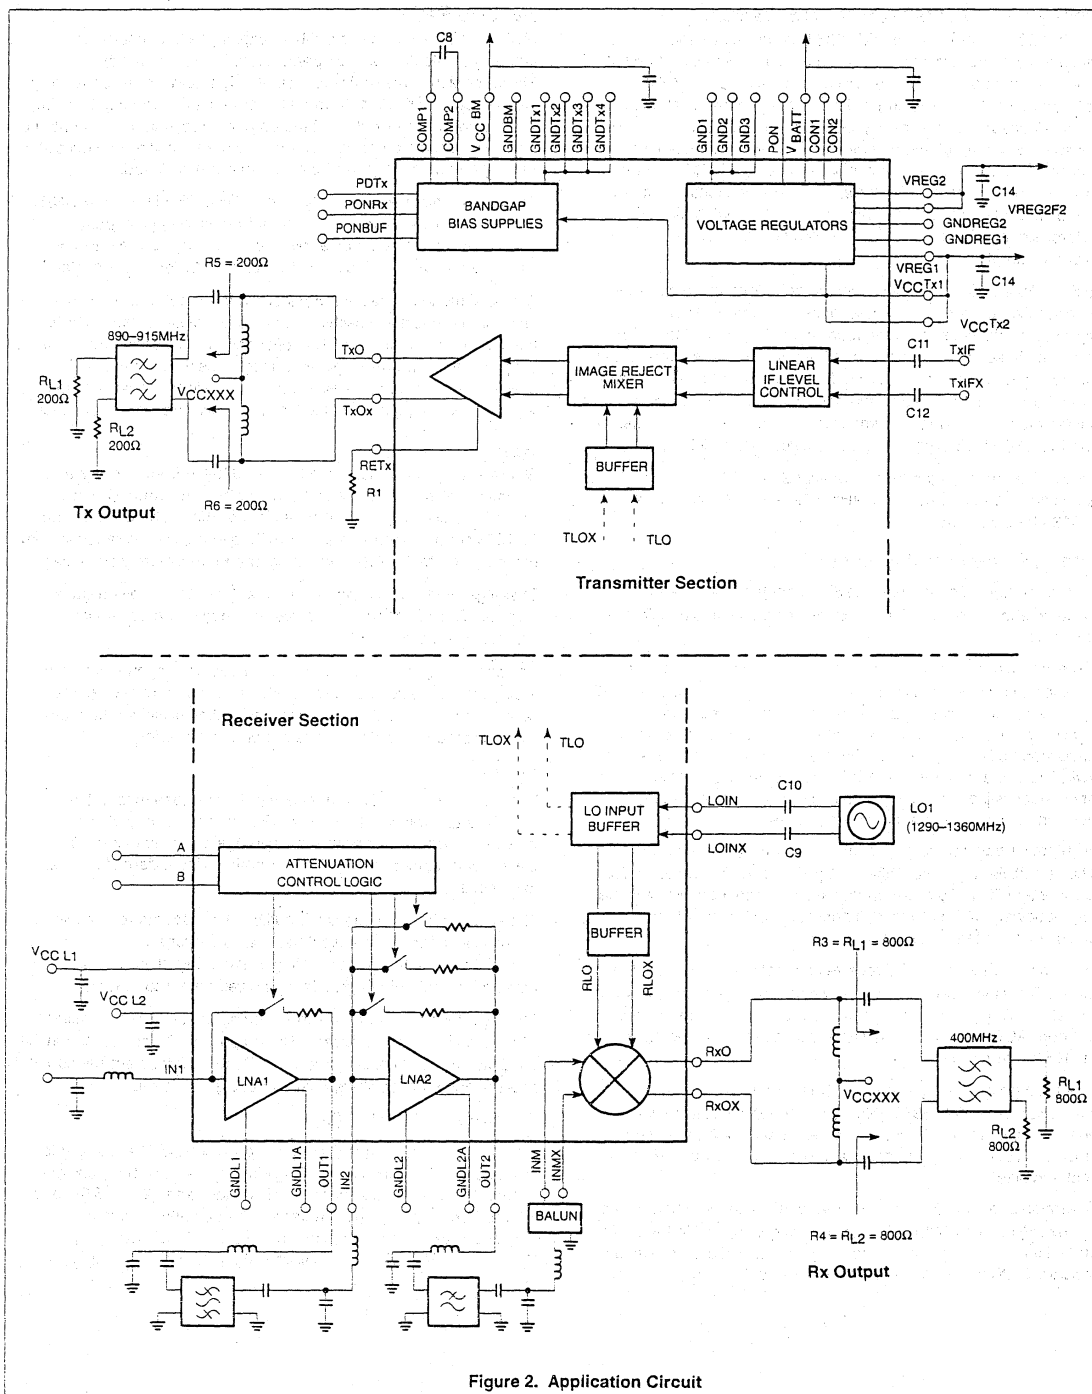 C8
COMP1
COMP2
VCC BM
GNDBM
GNDTx1
GNDTx2
GNDTx3
GNDTx4
GND1
GND2
GND3
PON
VBATT
CON1
CON2
PDTx
PONRx
PONBUF
BANDGAP
BIAS SUPPLIES
VOLTAGE REGULATORS
VREG2
C14
VREG2F2
GNDREG2
GNDREG1
VREG1
C14
VCCTx1
VCCTx2
R5 = 200Ω
890–915MHz
RL1
200Ω
RL2
200Ω
VCCXXX
R6 = 200Ω
Tx Output
TxO
TxOx
RETx
R1
IMAGE REJECT
MIXER
LINEAR
IF LEVEL
CONTROL
C11
TxIF
TxIFX
C12
BUFFER
TLOX
TLO
Transmitter Section
Receiver Section
TLOX
TLO
LO INPUT
BUFFER
LOIN
C10
LOINX
C9
LO1
(1290–1360MHz)
A
B
ATTENUATION
CONTROL LOGIC
BUFFER
RLO
RLOX
VCC L1
VCC L2
IN1
LNA1
LNA2
RxO
RxOX
R3 = RL1 = 800Ω
400MHz
VCCXXX
RL1
800Ω
RL2
800Ω
R4 = RL2 = 800Ω
Rx Output
GNDL1
GNDL1A
OUT1
IN2
GNDL2
GNDL2A
OUT2
INM
INMX
BALUN
Figure 2. Application Circuit